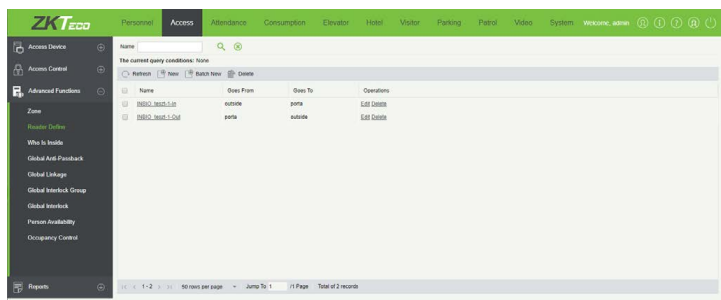 ZKTeco
Personnel Access Attendance Consumption Elevator Hotel Visitor Parking Patrol Video System Welcome, admin
Access Device
Access Control
Advanced Functions
Zone
Reader Define
Who Is Inside
Global Anti-Passback
Global Linkage
Global Interlock Group
Global Interlock
Person Availability
Occupancy Control
Reports
Name
The current query conditions: None
Refresh New Batch New Delete
Name Goes From Goes To Operations
INBIO_teszt-1-In outside porta Edit Delete
INBIO_teszt-1-Out porta outside Edit Delete
1-2 50 rows per page Jump To 1 /1 Page Total of 2 records